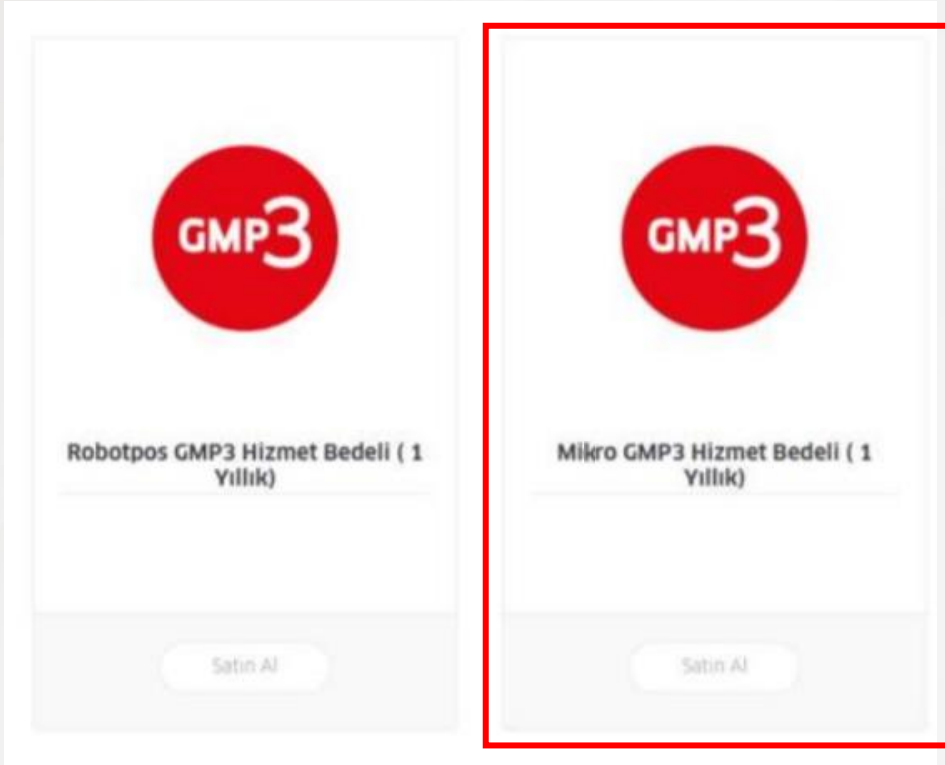 GMP3
Robotpos GMP3 Hizmet Bedeli ( 1
Yıllık)
Satın Al
GMP3
Mikro GMP3 Hizmet Bedeli ( 1
Yıllık)
Satın Al